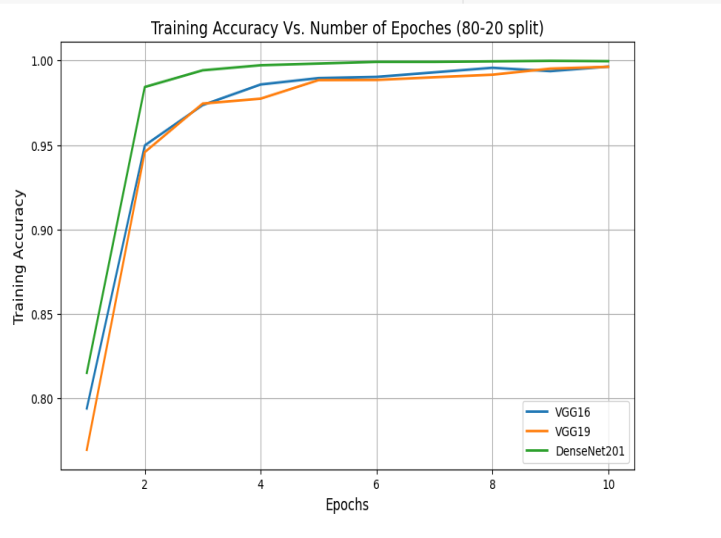 Training Accuracy Vs. Number of Epoches (80-20 split)
1.00
0.95
0.90
0.85
0.80
Training Accuracy
2 4 6 8 10
Epochs
VGG16
VGG19
DenseNet201